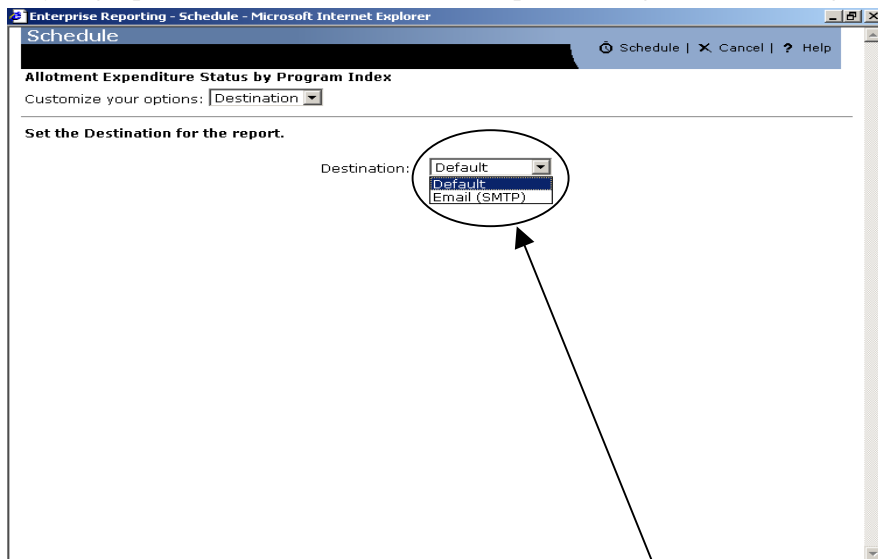 Enterprise Reporting - Schedule - Microsoft Internet Explorer
Schedule
Schedule | X Cancel | ? Help
Allotment Expenditure Status by Program Index
Customize your options: Destination
Set the Destination for the report.
Destination: Default
Default
Email (SMTP)